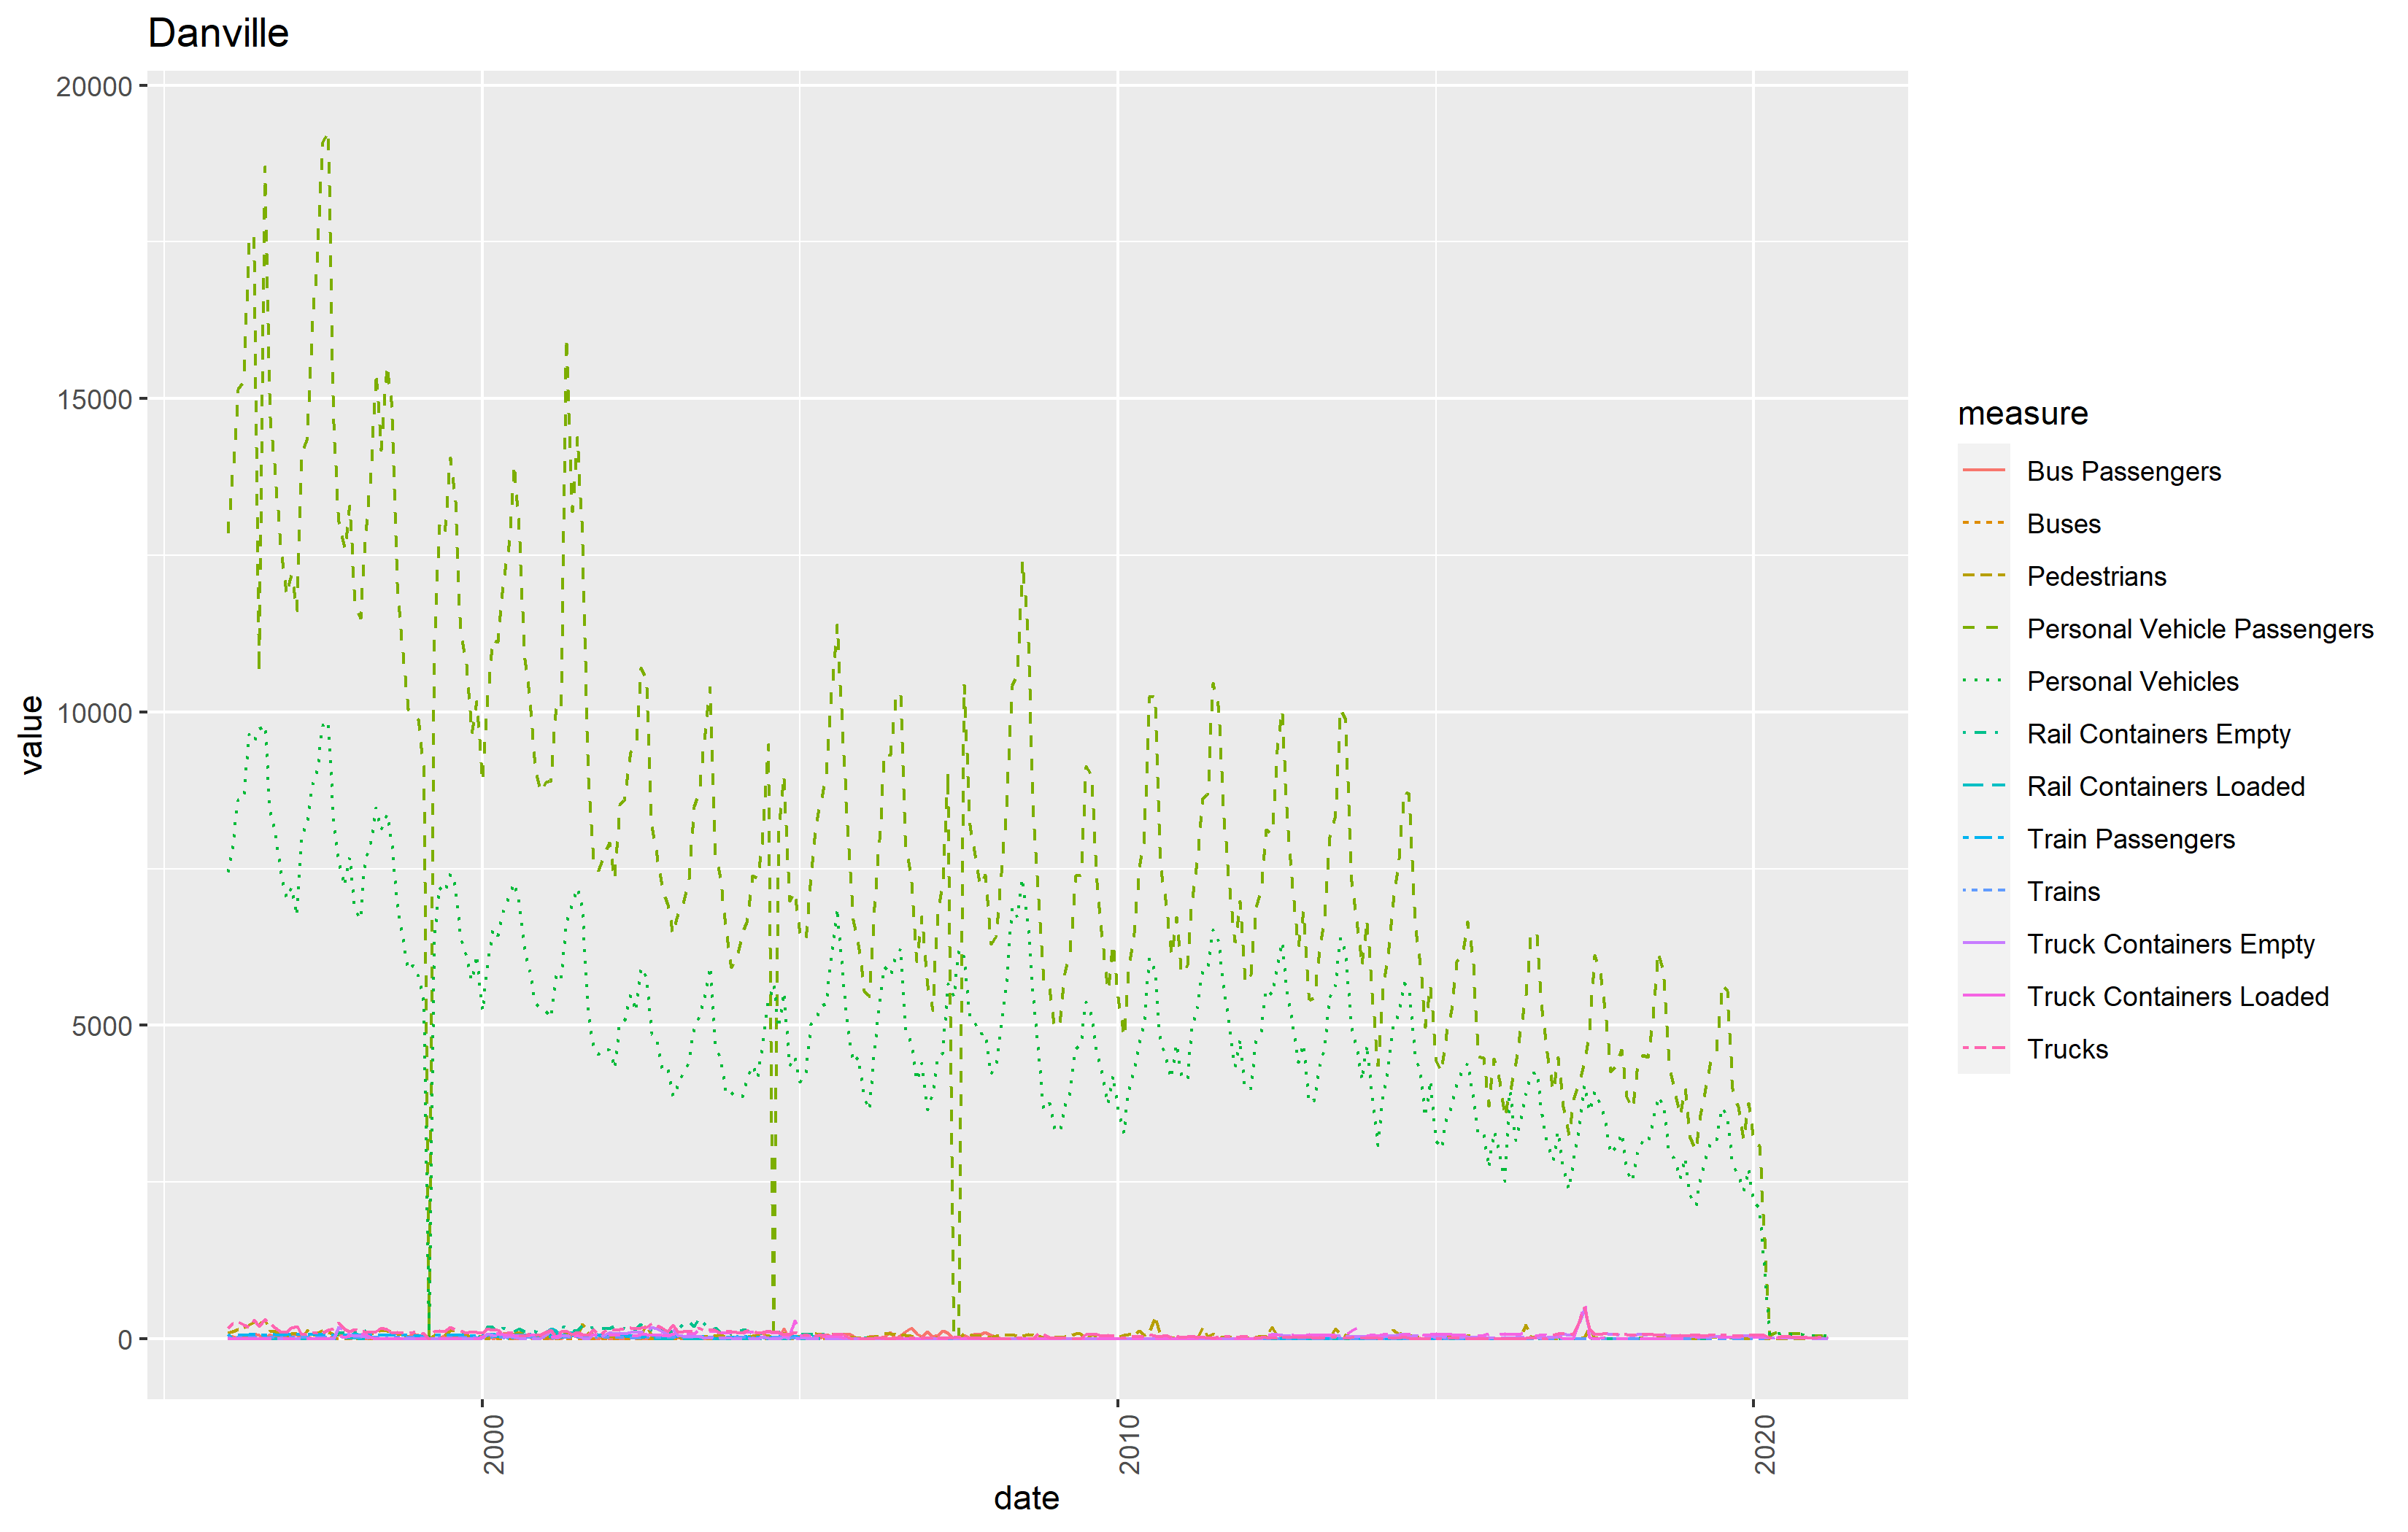 Danville
20000
15000
10000
5000
0
value
2000
2010
2020
date
measure
Bus Passengers
Buses
Pedestrians
Personal Vehicle Passengers
Personal Vehicles
Rail Containers Empty
Rail Containers Loaded
Train Passengers
Trains
Truck Containers Empty
Truck Containers Loaded
Trucks